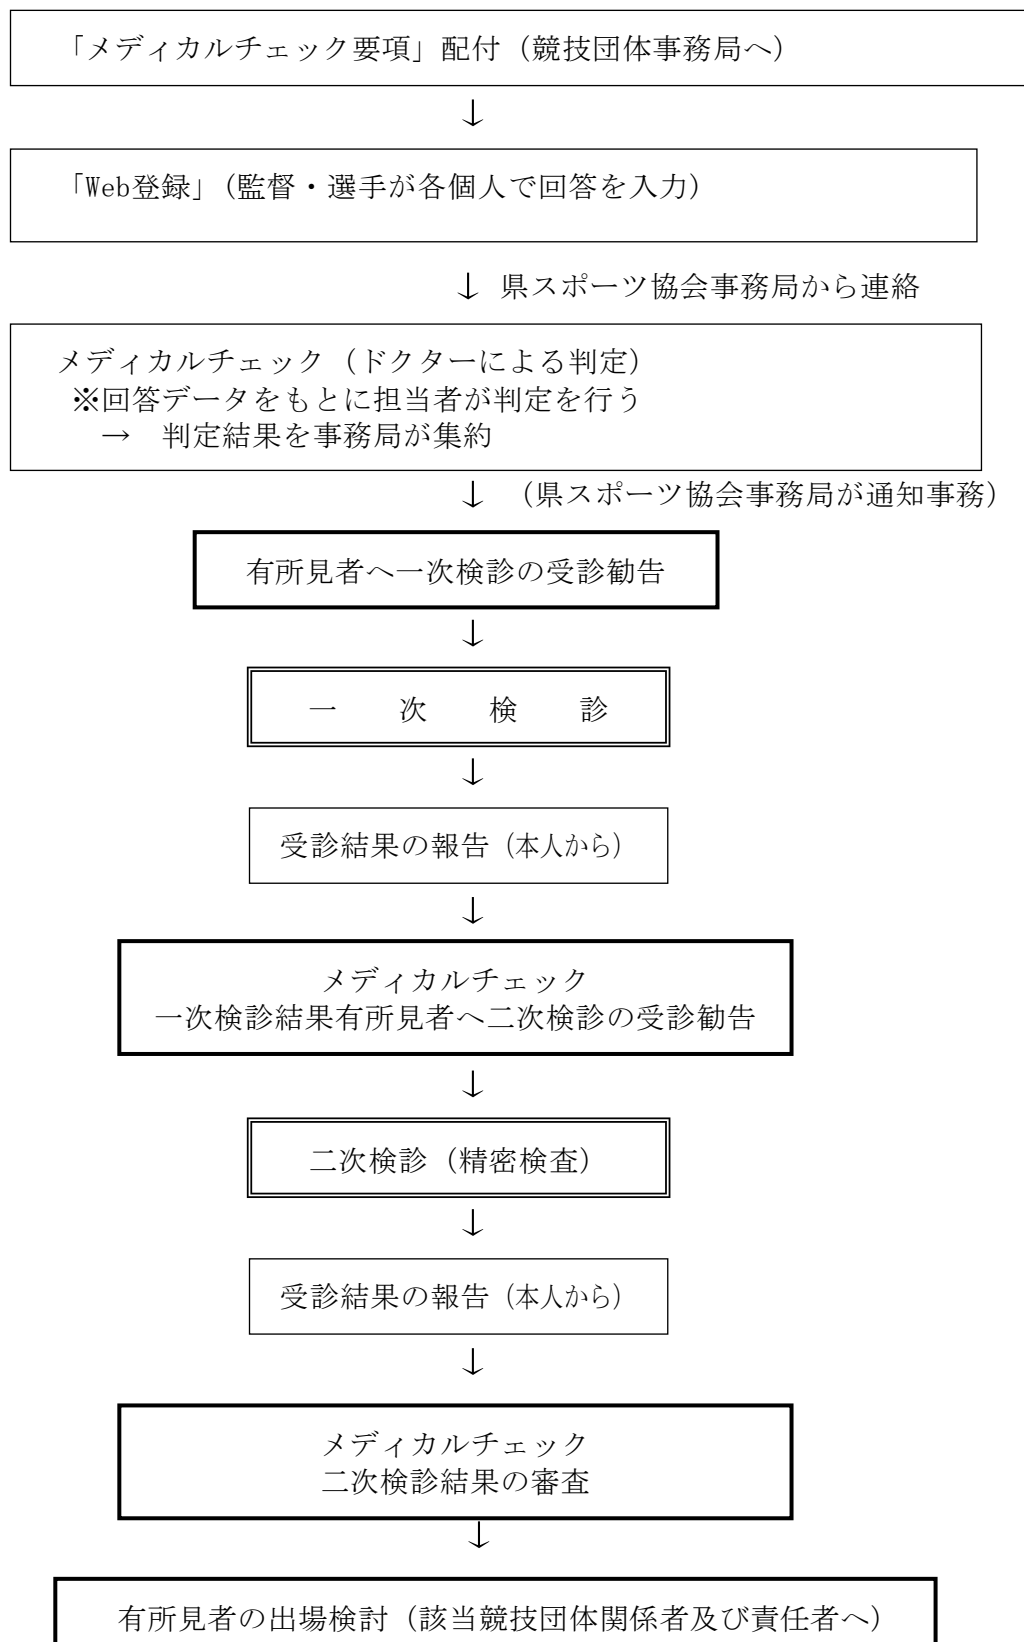 「メディカルチェック要項」配付（競技団体事務局へ）
↓
「Web登録」（監督・選手が各個人で回答を入力）
↓ 県スポーツ協会事務局から連絡
メディカルチェック（ドクターによる判定）
※回答データをもとに担当者が判定を行う
→　判定結果を事務局が集約
↓ （県スポーツ協会事務局が通知事務）
有所見者へ一次検診の受診勧告
↓
一　次　検　診
↓
受診結果の報告（本人から）
↓
メディカルチェック
一次検診結果有所見者へ二次検診の受診勧告
↓
二次検診（精密検査）
↓
受診結果の報告（本人から）
↓
メディカルチェック
二次検診結果の審査
↓
有所見者の出場検討（該当競技団体関係者及び責任者へ）